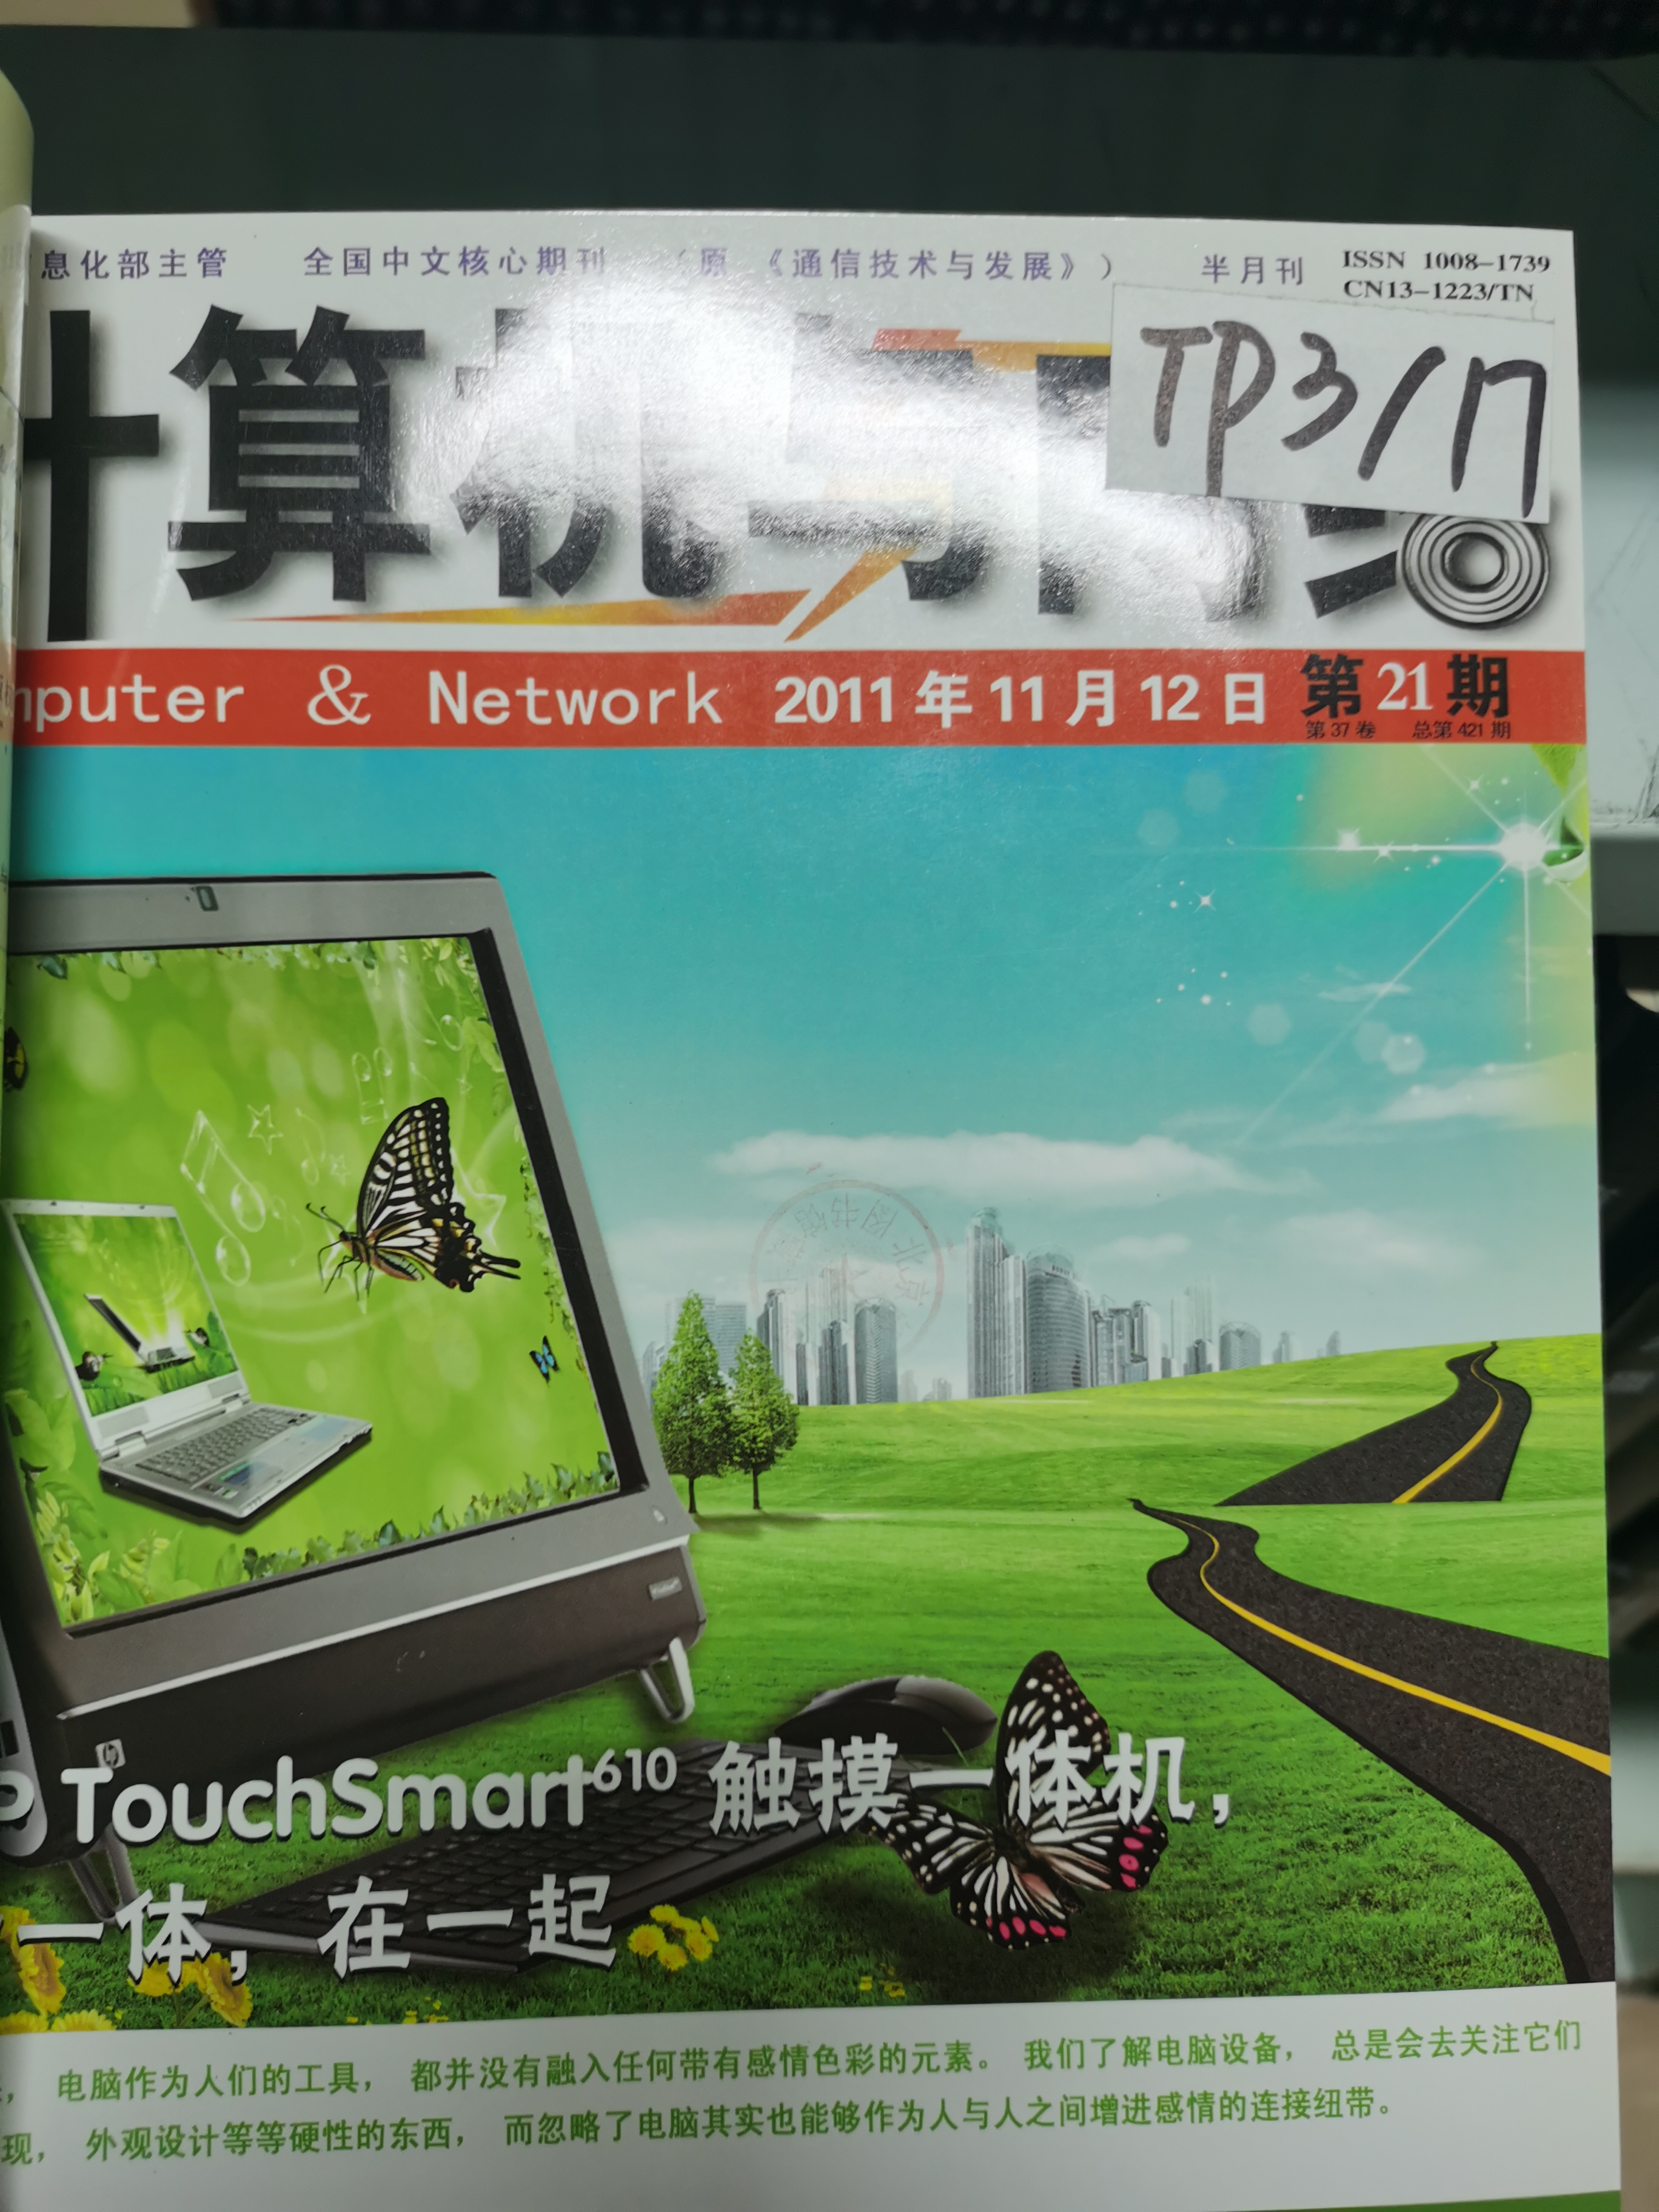 息化部主管 全国中文核心期刊 （原《通信技术与发展》） 半月刊 ISSN 1008-1739
CN13-1223/TN
计算机与网络
TP3/17
mputer & Network 2011年11月12日 第21期
第37卷 总第421期
TouchSmart610 触摸一体机，
一体，在一起
， 电脑作为人们的工具， 都并没有融入任何带有感情色彩的元素。 我们了解电脑设备， 总是会去关注它们
现， 外观设计等等硬性的东西， 而忽略了电脑其实也能够作为人与人之间增进感情的连接纽带。